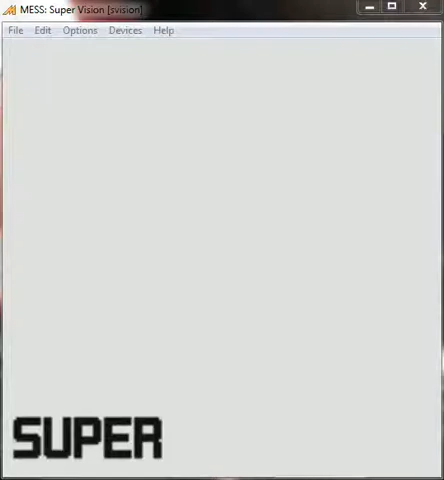 MESS: Super Vision [svision]
File Edit Options Devices Help
SUPER